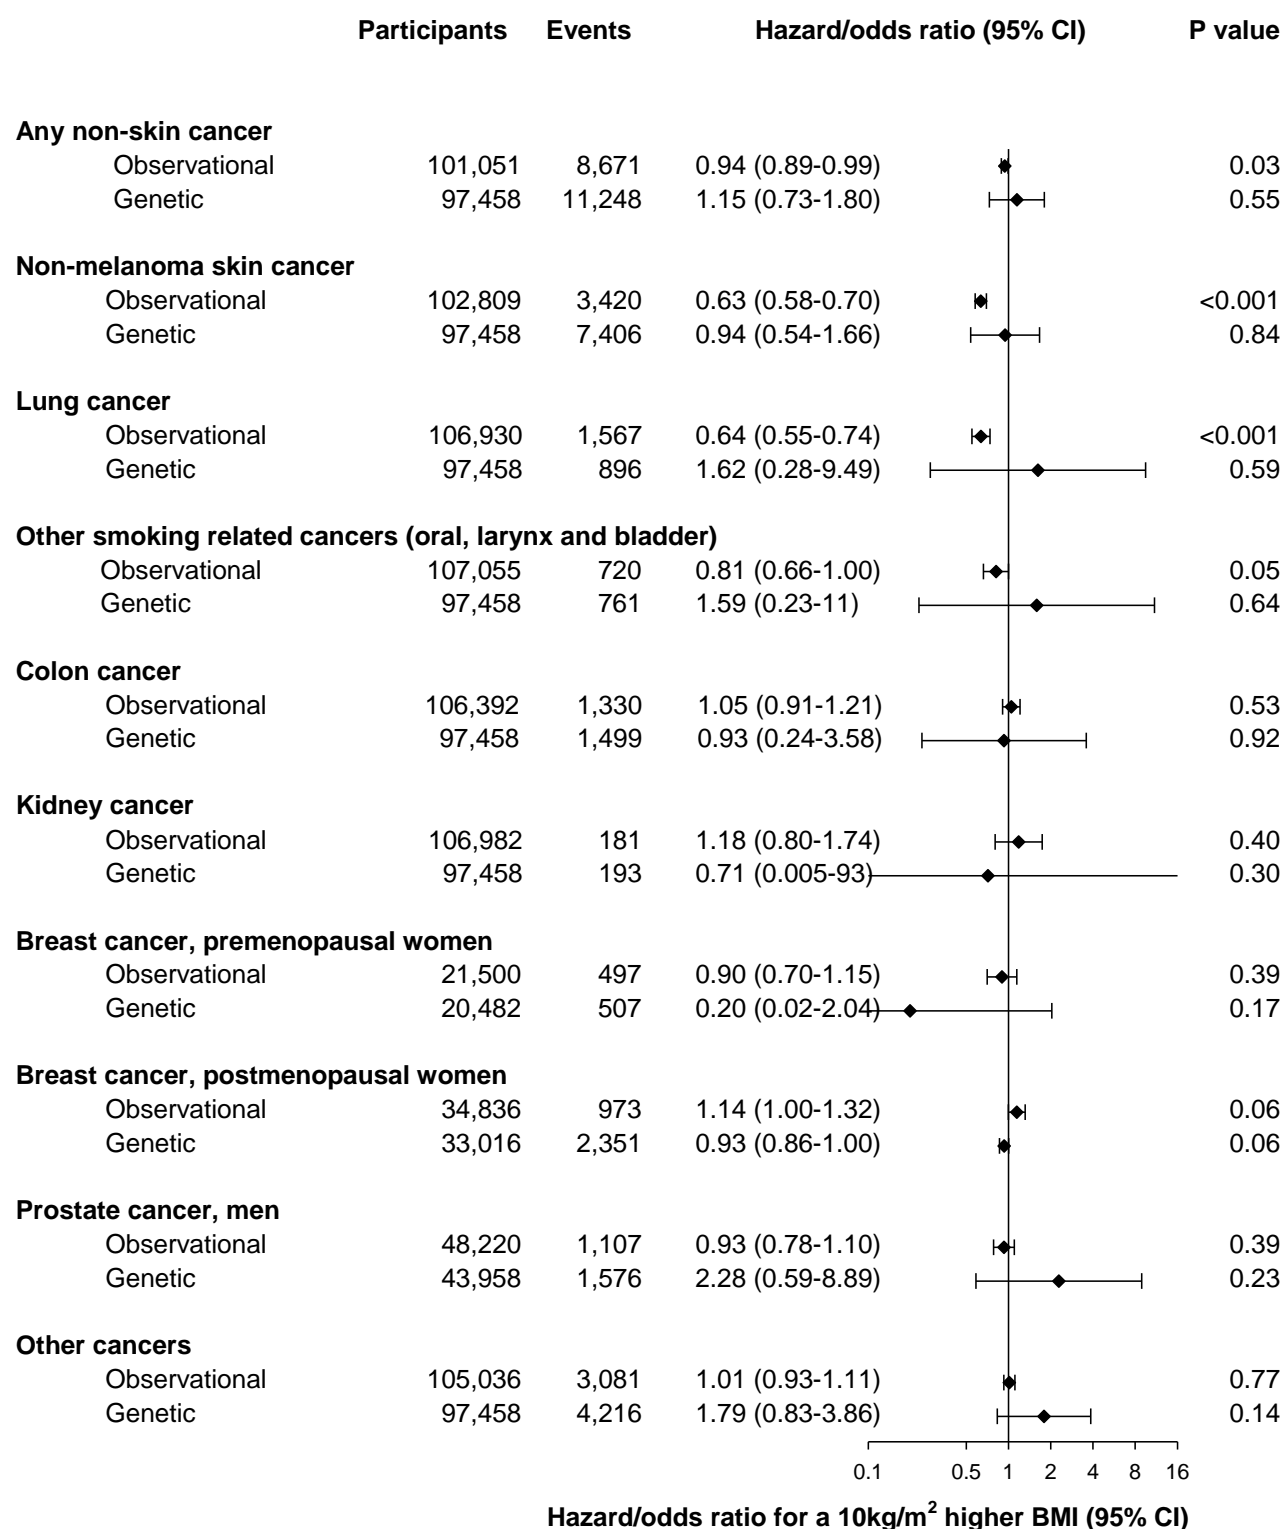 Participants Events Hazard/odds ratio (95% CI) P value
Any non-skin cancer
Observational 101,051 8,671 0.94 (0.89-0.99) 0.03
Genetic 97,458 11,248 1.15 (0.73-1.80) 0.55
Non-melanoma skin cancer
Observational 102,809 3,420 0.63 (0.58-0.70) <0.001
Genetic 97,458 7,406 0.94 (0.54-1.66) 0.84
Lung cancer
Observational 106,930 1,567 0.64 (0.55-0.74) <0.001
Genetic 97,458 896 1.62 (0.28-9.49) 0.59
Other smoking related cancers (oral, larynx and bladder)
Observational 107,055 720 0.81 (0.66-1.00) 0.05
Genetic 97,458 761 1.59 (0.23-11) 0.64
Colon cancer
Observational 106,392 1,330 1.05 (0.91-1.21) 0.53
Genetic 97,458 1,499 0.93 (0.24-3.58) 0.92
Kidney cancer
Observational 106,982 181 1.18 (0.80-1.74) 0.40
Genetic 97,458 193 0.71 (0.005-93) 0.30
Breast cancer, premenopausal women
Observational 21,500 497 0.90 (0.70-1.15) 0.39
Genetic 20,482 507 0.20 (0.02-2.04) 0.17
Breast cancer, postmenopausal women
Observational 34,836 973 1.14 (1.00-1.32) 0.06
Genetic 33,016 2,351 0.93 (0.86-1.00) 0.06
Prostate cancer, men
Observational 48,220 1,107 0.93 (0.78-1.10) 0.39
Genetic 43,958 1,576 2.28 (0.59-8.89) 0.23
Other cancers
Observational 105,036 3,081 1.01 (0.93-1.11) 0.77
Genetic 97,458 4,216 1.79 (0.83-3.86) 0.14
0.1 0.5 1 2 4 8 16
Hazard/odds ratio for a 10kg/m² higher BMI (95% CI)